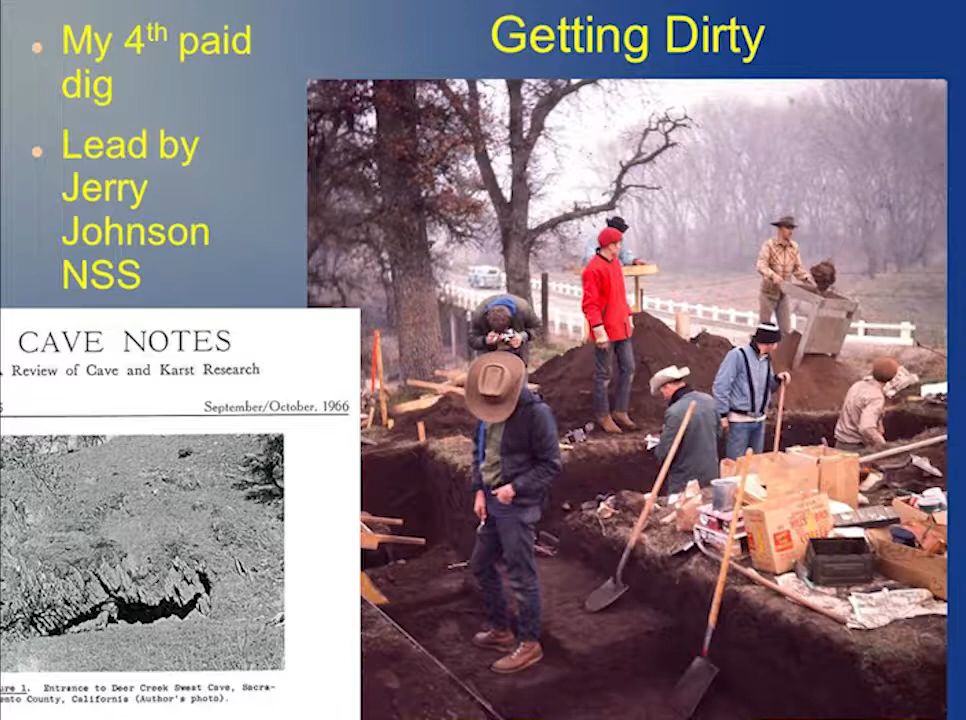 Getting Dirty
My 4th paid
dig
Lead by
Jerry
Johnson
NSS
CAVE NOTES
Review of Cave and Karst Research
September/October, 1966
1. Entrance to Deer Creek Sweat Cave, Sacra-
County, California (Author's photo).